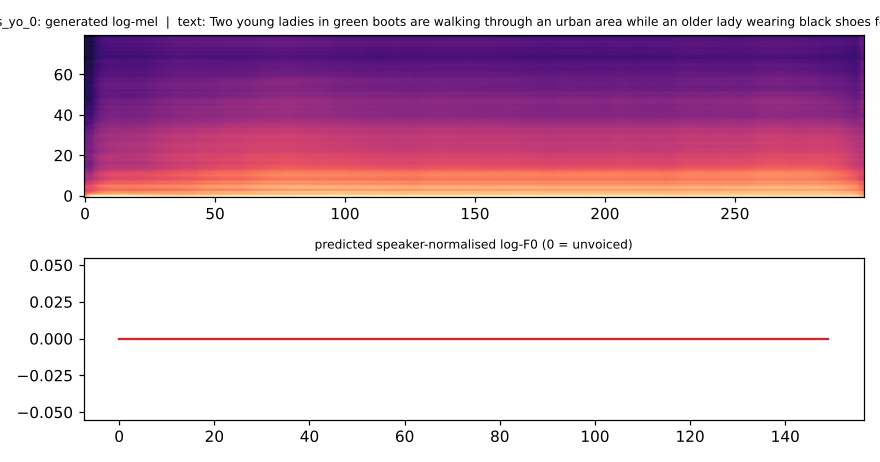 s_yo_0: generated log-mel | text: Two young ladies in green boots are walking through an urban area while an older lady wearing black shoes
60
40
20
0
0 50 100 150 200 250
predicted speaker-normalised log-F0 (0 = unvoiced)
0.050
0.025
0.000
−0.025
−0.050
0 20 40 60 80 100 120 140